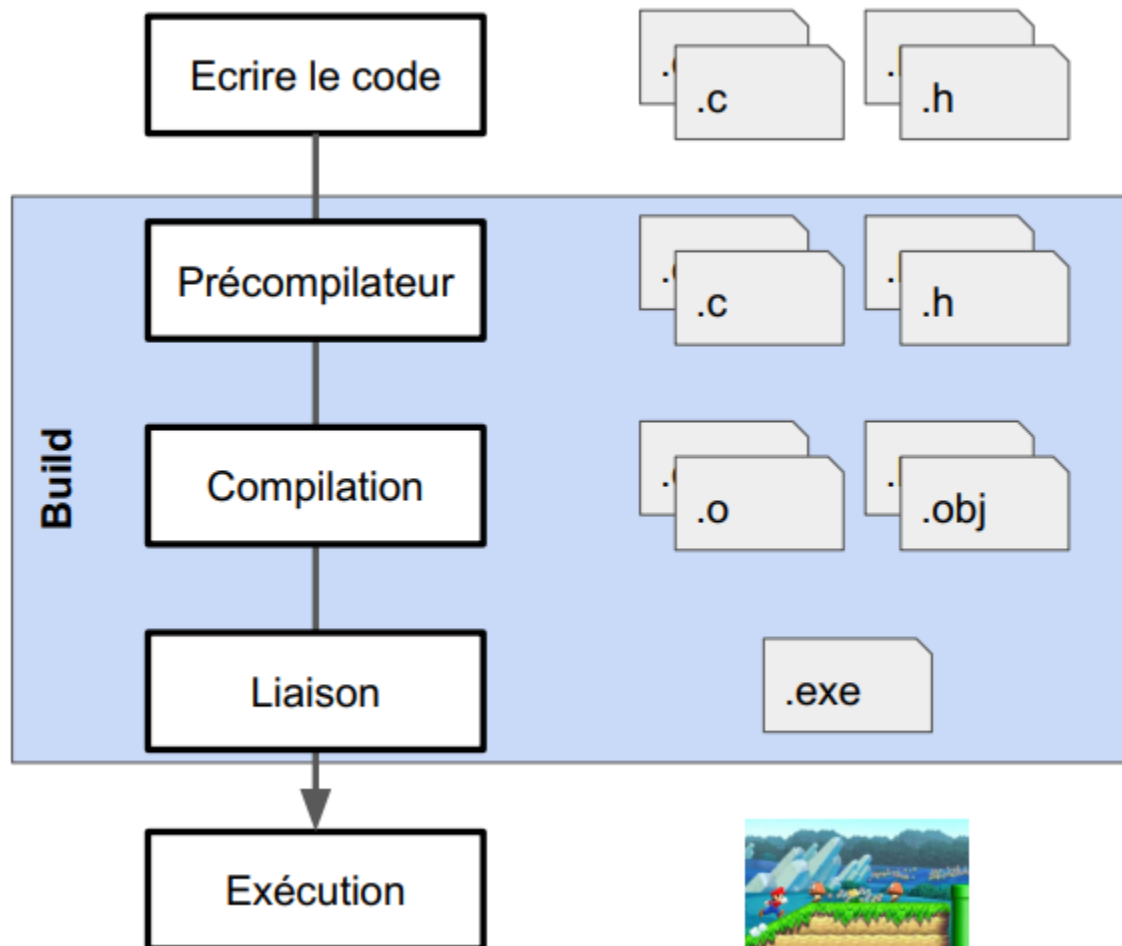 Ecrire le code
.c
.h
Précompilateur
.c
.h
Build
Compilation
.o
.obj
Liaison
.exe
Exécution